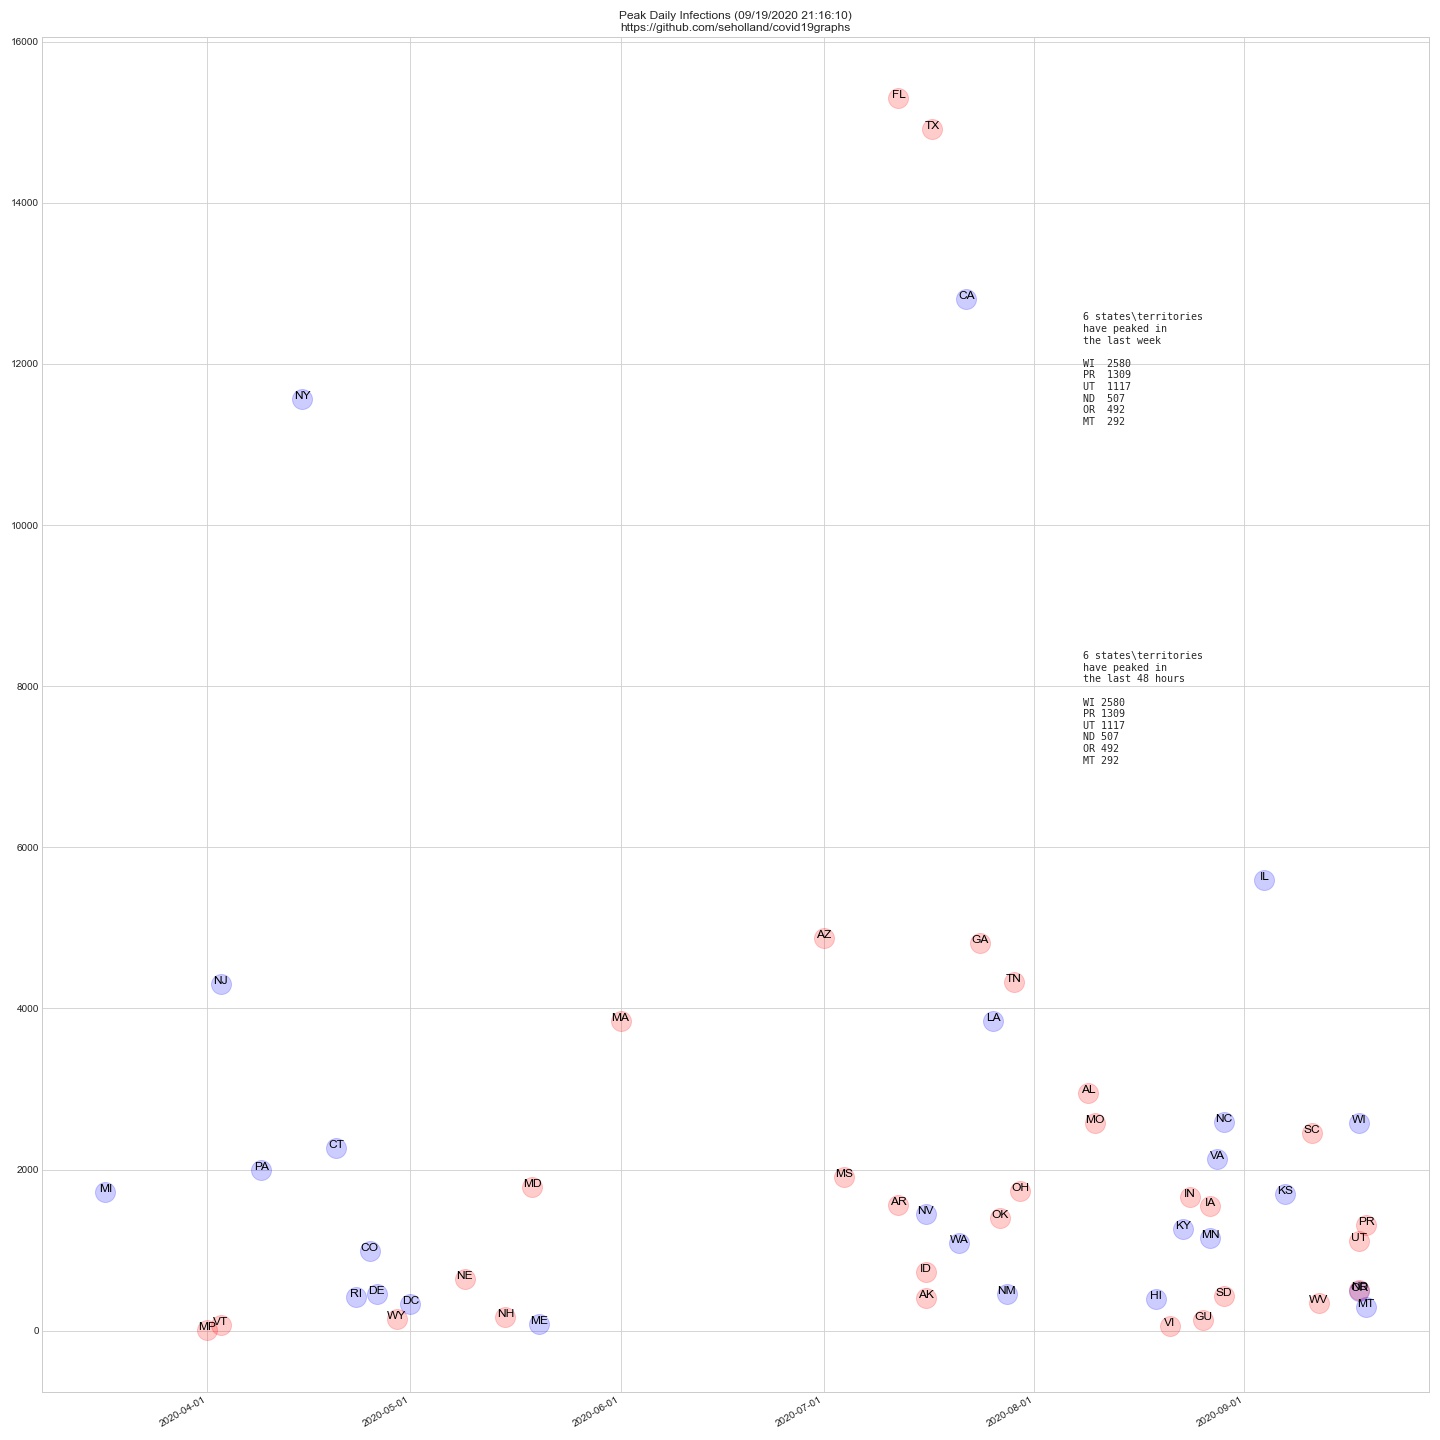 Peak Daily Infections (09/19/2020 21:16:10)
https://github.com/seholland/covid19graphs
16000
FL
TX
14000
CA
6 states\territories
have peaked in
the last week
12000
WI  2580
PR  1309
UT  1117
ND  507
OR  492
MT  292
NY
10000
6 states\territories
have peaked in
the last 48 hours
8000
WI 2580
PR 1309
UT 1117
ND 507
OR 492
MT 292
6000
IL
AZ
GA
TN
NJ
4000
MA
LA
AL
MO
NC
WI
SC
CT
VA
2000
PA
MS
MD
MI
OH
KS
IN
AR
IA
NV
OK
PR
KY
MN
UT
WA
CO
ID
NE
DE
RI
NM
AK
HI
SD
MT
DC
WV
NH
WY
GU
ME
VT
MP
VI
0
2020-04-01
2020-05-01
2020-06-01
2020-07-01
2020-08-01
2020-09-01